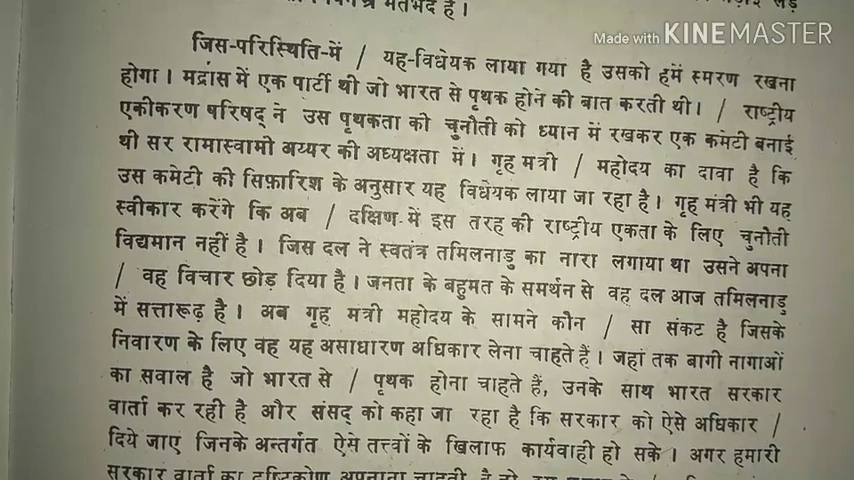 मतभेद है।
Made with KINEMASTER
जिस-परिस्थिति-में / यह-विधेयक लाया गया है उसको हमें स्मरण रखना
होगा। मद्रास में एक पार्टी थी जो भारत से पृथक होने की बात करती थी। / राष्ट्रीय
एकीकरण परिषद् ने उस पृथकता की चुनौती को ध्यान में रखकर एक कमेटी बनाई
थी सर रामास्वामी अय्यर की अध्यक्षता में। गृह मंत्री / महोदय का दावा है कि
उस कमेटी की सिफ़ारिश के अनुसार यह विधेयक लाया जा रहा है। गृह मंत्री भी यह
स्वीकार करेंगे कि अब / दक्षिण-में इस तरह की राष्ट्रीय एकता के लिए चुनौती
विद्यमान नहीं है। जिस दल ने स्वतंत्र तमिलनाडु का नारा लगाया था उसने अपना
/ वह विचार छोड़ दिया है। जनता के बहुमत के समर्थन से वह दल आज तमिलनाडु
में सत्तारूढ़ है। अब गृह मंत्री महोदय के सामने कौन / सा संकट है जिसके
निवारण के लिए वह यह असाधारण अधिकार लेना चाहते हैं। जहां तक बागी नागाओं
का सवाल है जो भारत से / पृथक होना चाहते हैं, उनके साथ भारत सरकार
वार्ता कर रही है और संसद् को कहा जा रहा है कि सरकार को ऐसे अधिकार /
दिये जाएं जिनके अन्तर्गत ऐसे तत्त्वों के खिलाफ कार्यवाही हो सके। अगर हमारी
सरकार वार्ता का दृष्टिकोण अपनाना चाहती है तो